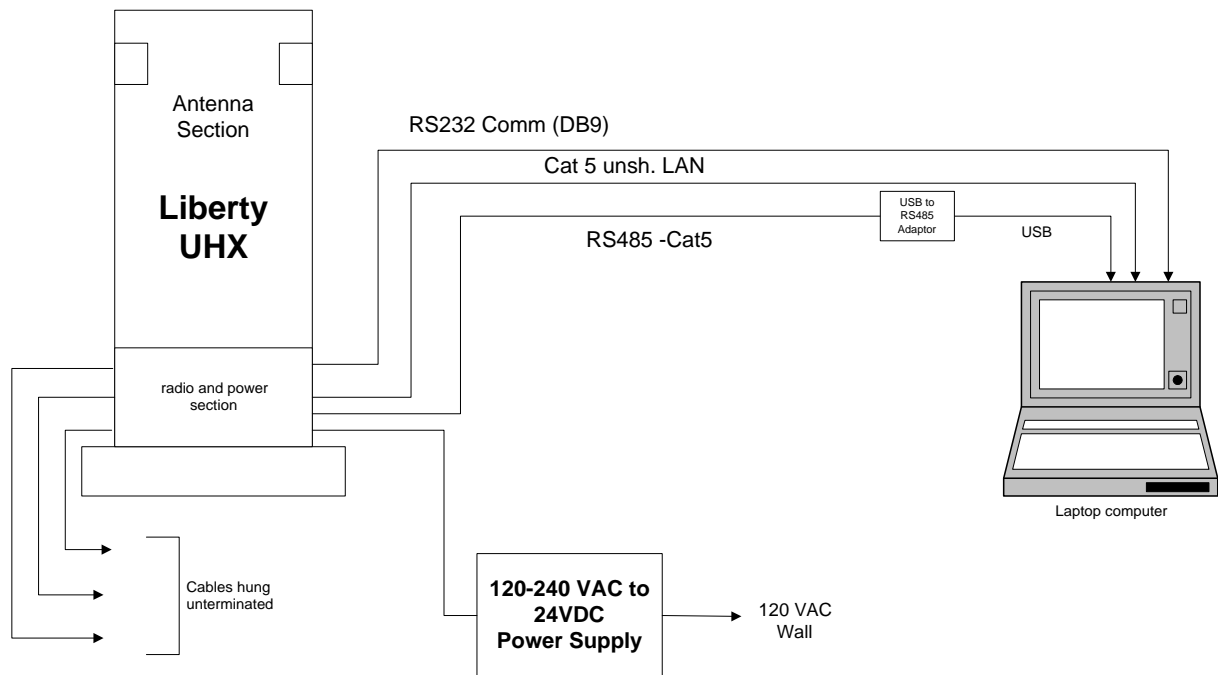 Antenna
Section
Liberty
UHX
radio and power
section
RS232 Comm (DB9)
Cat 5 unsh. LAN
RS485 -Cat5
USB to
RS485
Adaptor
USB
Laptop computer
Cables hung
unterminated
120-240 VAC to
24VDC
Power Supply
120 VAC
Wall